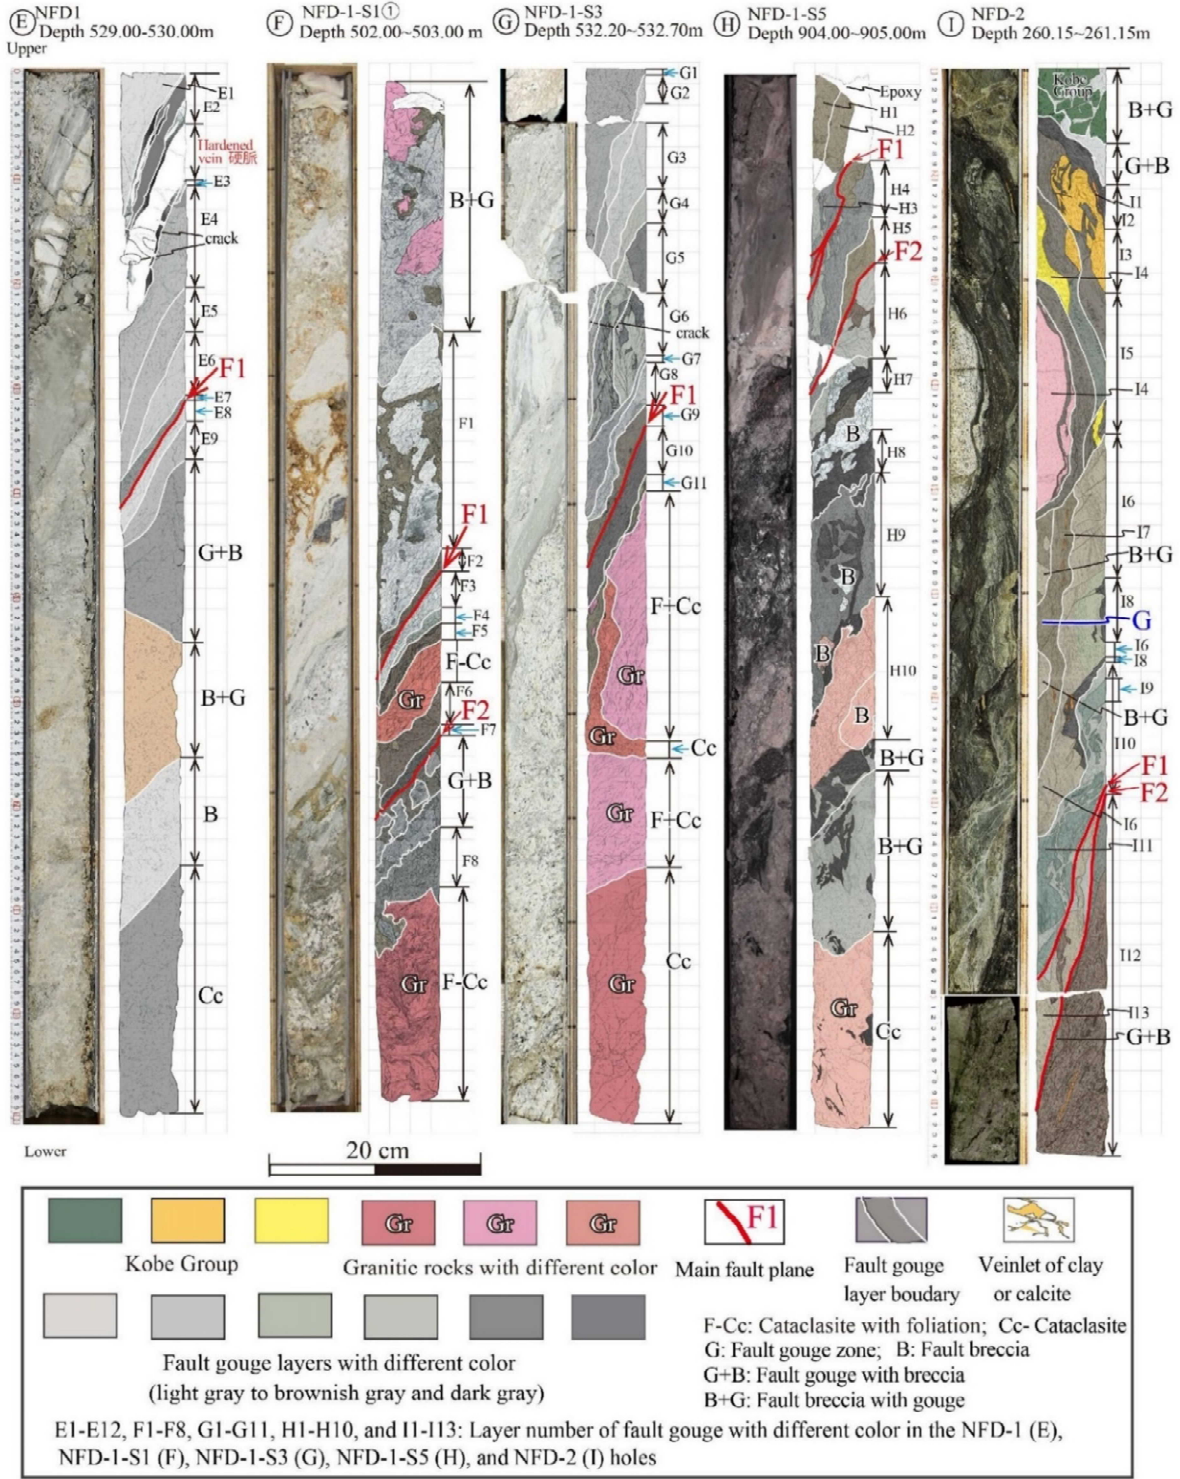 Ⓔ NFD1
Depth 529.00-530.00m
Upper
Ⓕ NFD-1-S1①
Depth 502.00~503.00 m
Ⓖ NFD-1-S3
Depth 532.20~532.70m
Ⓗ NFD-1-S5
Depth 904.00~905.00m
Ⓘ NFD-2
Depth 260.15~261.15m
E1
E2
Hardened
vein 硬脈
E3
E4
crack
E5
E6
F1
E7
E8
E9
G+B
B+G
B
Cc
B+G
F1
F1
F2
F3
F4
F5
F-Cc
Gr
F6
F2
F7
G+B
F8
F-Cc
Gr
G1
G2
G3
G4
G5
G6
crack
G7
G8
F1
G9
G10
G11
F+Cc
Gr
Gr
Cc
F+Cc
Gr
Cc
Gr
Epoxy
H1
H2
F1
H4
H3
H5
F2
H6
H7
B
H8
H9
B
B
H10
B
B+G
B+G
Gr
Cc
Kobe
Group
B+G
G+B
I1
I2
I3
I4
I5
I4
I6
I7
B+G
I8
G
I6
I8
I9
B+G
I10
F1
F2
I6
I11
I12
I13
G+B
Lower
20 cm
Gr
Gr
Gr
F1
Kobe Group
Granitic rocks with different color
Main fault plane
Fault gouge
layer boudary
Veinlet of clay
or calcite
Fault gouge layers with different color
(light gray to brownish gray and dark gray)
F-Cc: Cataclasite with foliation; Cc- Cataclasite
G: Fault gouge zone; B: Fault breccia
G+B: Fault gouge with breccia
B+G: Fault breccia with gouge
E1-E12, F1-F8, G1-G11, H1-H10, and I1-I13: Layer number of fault gouge with different color in the NFD-1 (E),
NFD-1-S1 (F), NFD-1-S3 (G), NFD-1-S5 (H), and NFD-2 (I) holes